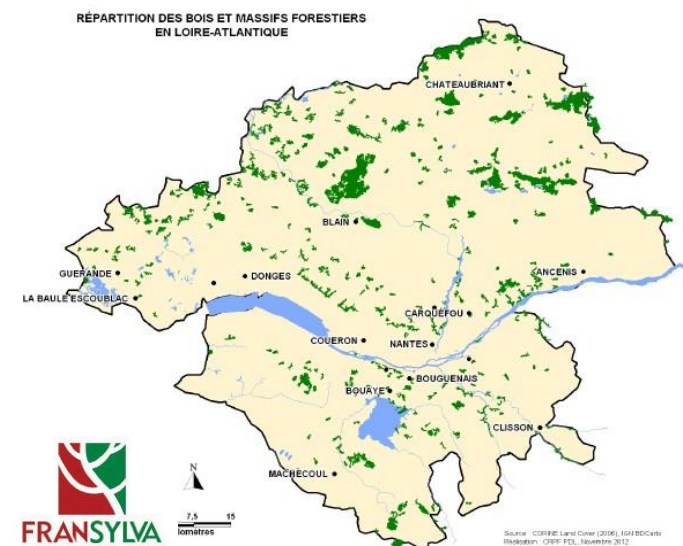 RÉPARTITION DES BOIS ET MASSIFS FORESTIERS
EN LOIRE-ATLANTIQUE
CHATEAUBRIANT
BLAIN
GUERANDE
DONGES
ANCENIS
LA BAULE ESCOUBLAC
CARQUEFOU
COUERON
NANTES
BOUGUENAIS
BOUAYE
CLISSON
MACHECOUL
N
7,5 15
lomètres
FRANSYLVA
Source : CORINE Land Cover (2006), IGN BDCarto
Réalisation : CRPF PDL, Novembre 2012